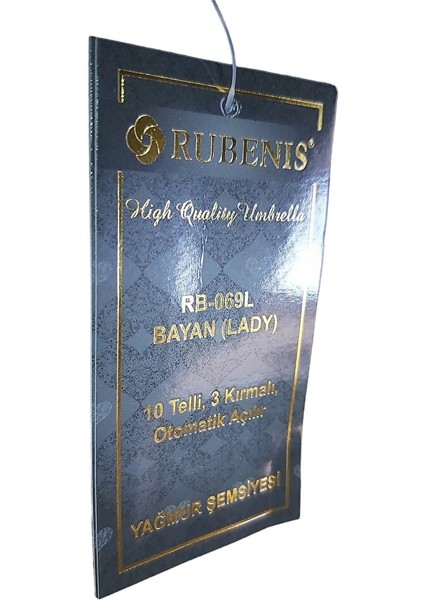 RUBENIS®
High Quality Umbrella
RB-069L
BAYAN (LADY)
10 Telli, 3 Kırmalı,
Otomatik Açılır
YAĞMUR ŞEMSİYESİ